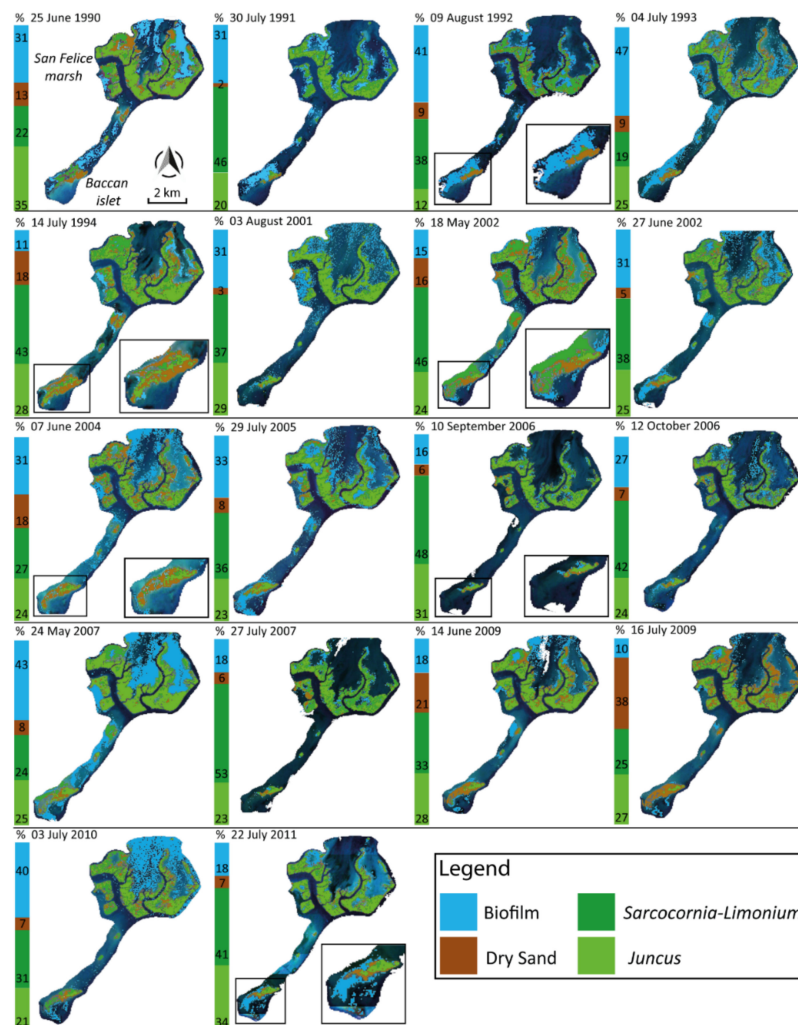 % 25 June 1990
31
13
22
35
San Felice
marsh
Baccan
islet
2 km
% 30 July 1991
31
2
46
20
% 09 August 1992
41
9
38
12
% 04 July 1993
47
9
19
25
% 14 July 1994
11
18
43
28
% 03 August 2001
31
3
37
29
% 18 May 2002
15
16
46
24
% 27 June 2002
31
5
38
25
% 07 June 2004
31
18
27
24
% 29 July 2005
33
8
36
23
% 10 September 2006
16
6
48
31
% 12 October 2006
27
7
42
24
% 24 May 2007
43
8
24
25
% 27 July 2007
18
6
53
23
% 14 June 2009
18
21
33
28
% 16 July 2009
10
38
25
27
% 03 July 2010
40
7
31
21
% 22 July 2011
18
7
41
34
Legend
Biofilm
Sarcocornia-Limonium
Dry Sand
Juncus